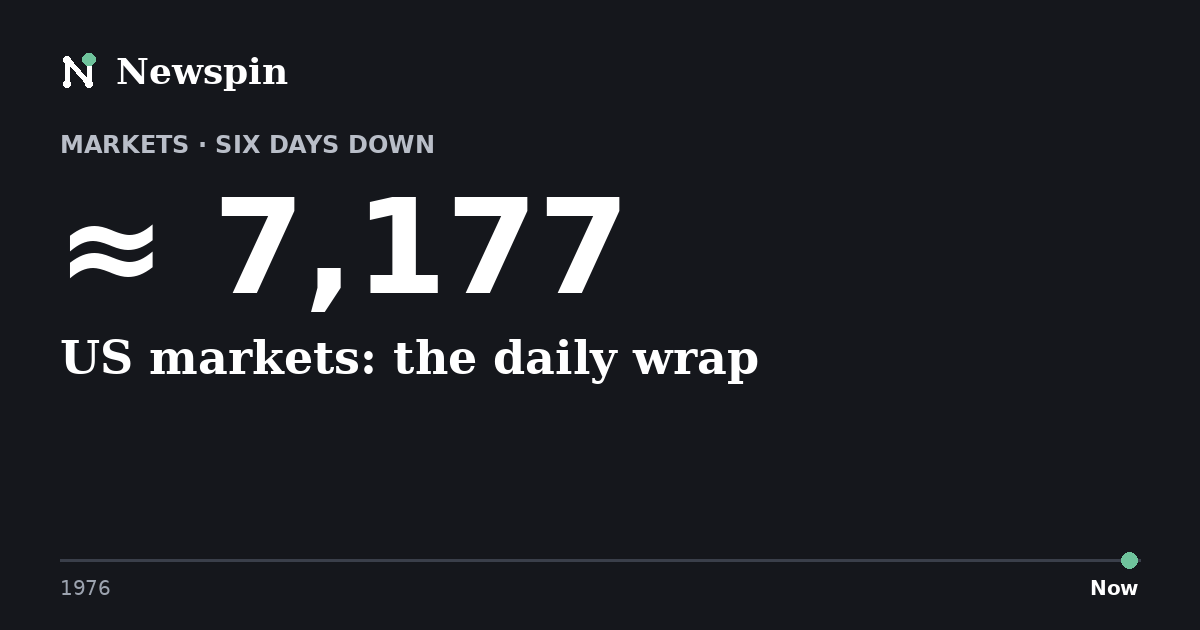 Newspin
MARKETS · SIX DAYS DOWN
≈ 7,177
US markets: the daily wrap
1976
Now